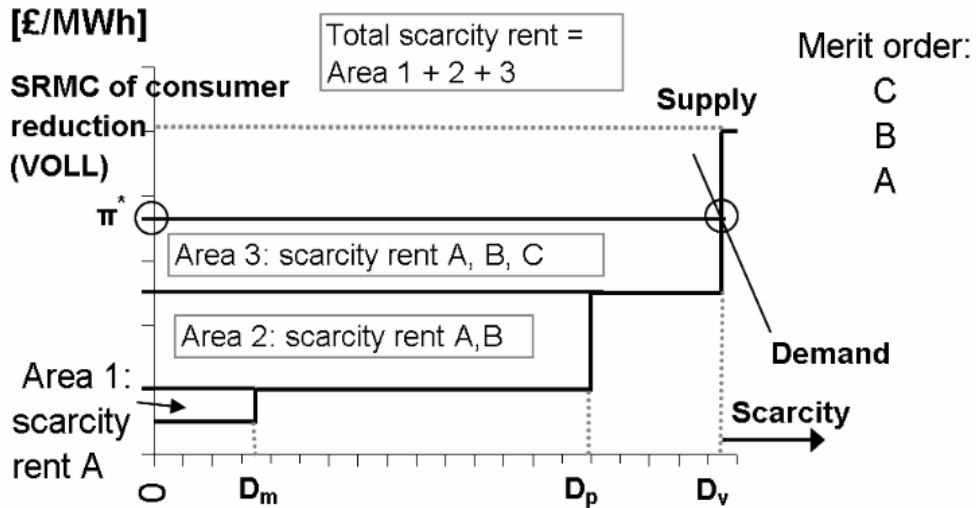 [£/MWh]
Total scarcity rent =
Area 1 + 2 + 3
Merit order:
C
B
A
SRMC of consumer
reduction
(VOLL)
Supply
π*
Area 3: scarcity rent A, B, C
Area 2: scarcity rent A,B
Demand
Area 1:
scarcity
rent A
Scarcity
0
Dm
Dp
Dv